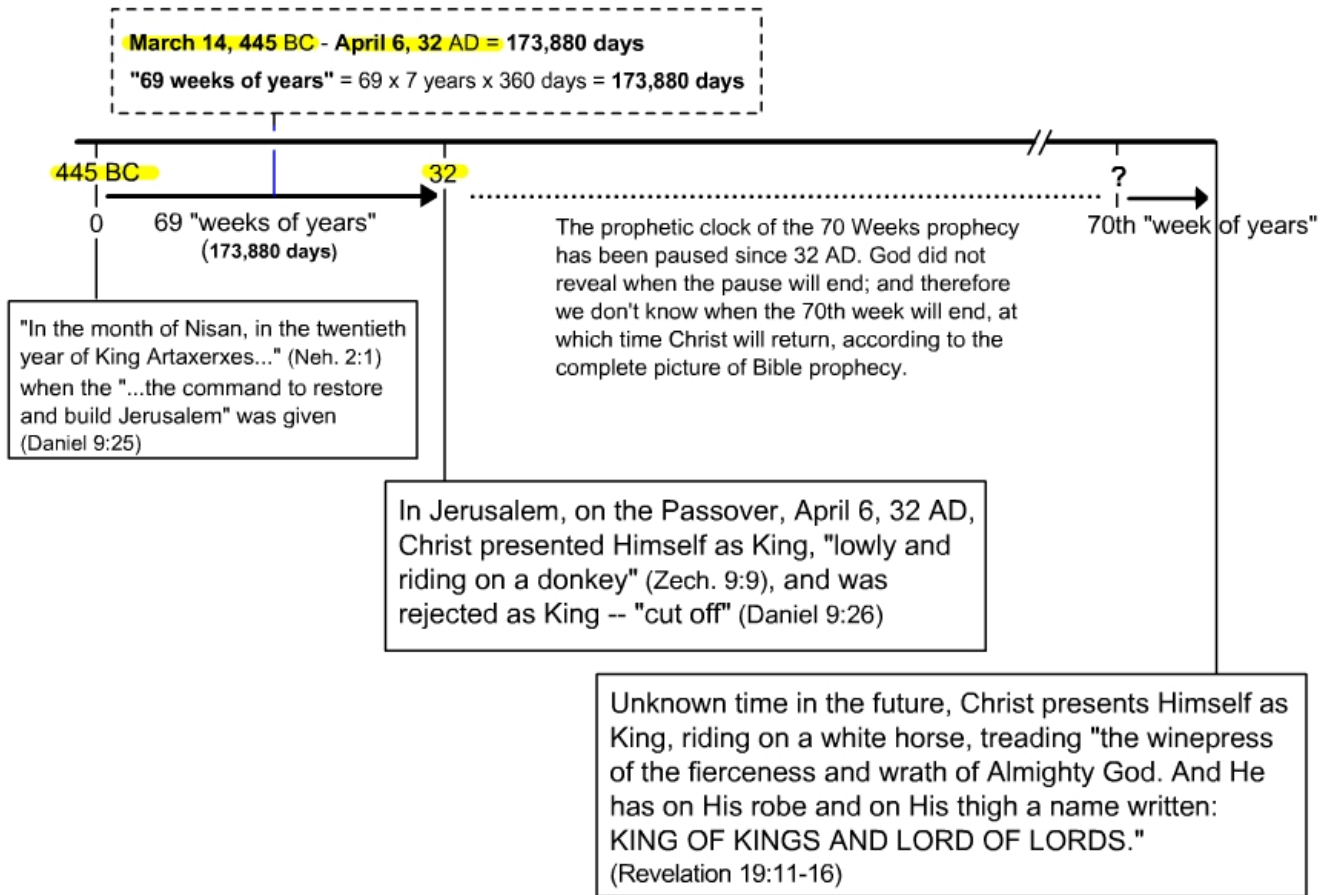 March 14, 445 BC - April 6, 32 AD = 173,880 days
"69 weeks of years" = 69 x 7 years x 360 days = 173,880 days
445 BC
32
?
0
69 "weeks of years"
(173,880 days)
70th "week of years"
The prophetic clock of the 70 Weeks prophecy
has been paused since 32 AD. God did not
reveal when the pause will end; and therefore
we don't know when the 70th week will end, at
which time Christ will return, according to the
complete picture of Bible prophecy.
"In the month of Nisan, in the twentieth
year of King Artaxerxes..." (Neh. 2:1)
when the "...the command to restore
and build Jerusalem" was given
(Daniel 9:25)
In Jerusalem, on the Passover, April 6, 32 AD,
Christ presented Himself as King, "lowly and
riding on a donkey" (Zech. 9:9), and was
rejected as King -- "cut off" (Daniel 9:26)
Unknown time in the future, Christ presents Himself as
King, riding on a white horse, treading "the winepress
of the fierceness and wrath of Almighty God. And He
has on His robe and on His thigh a name written:
KING OF KINGS AND LORD OF LORDS."
(Revelation 19:11-16)